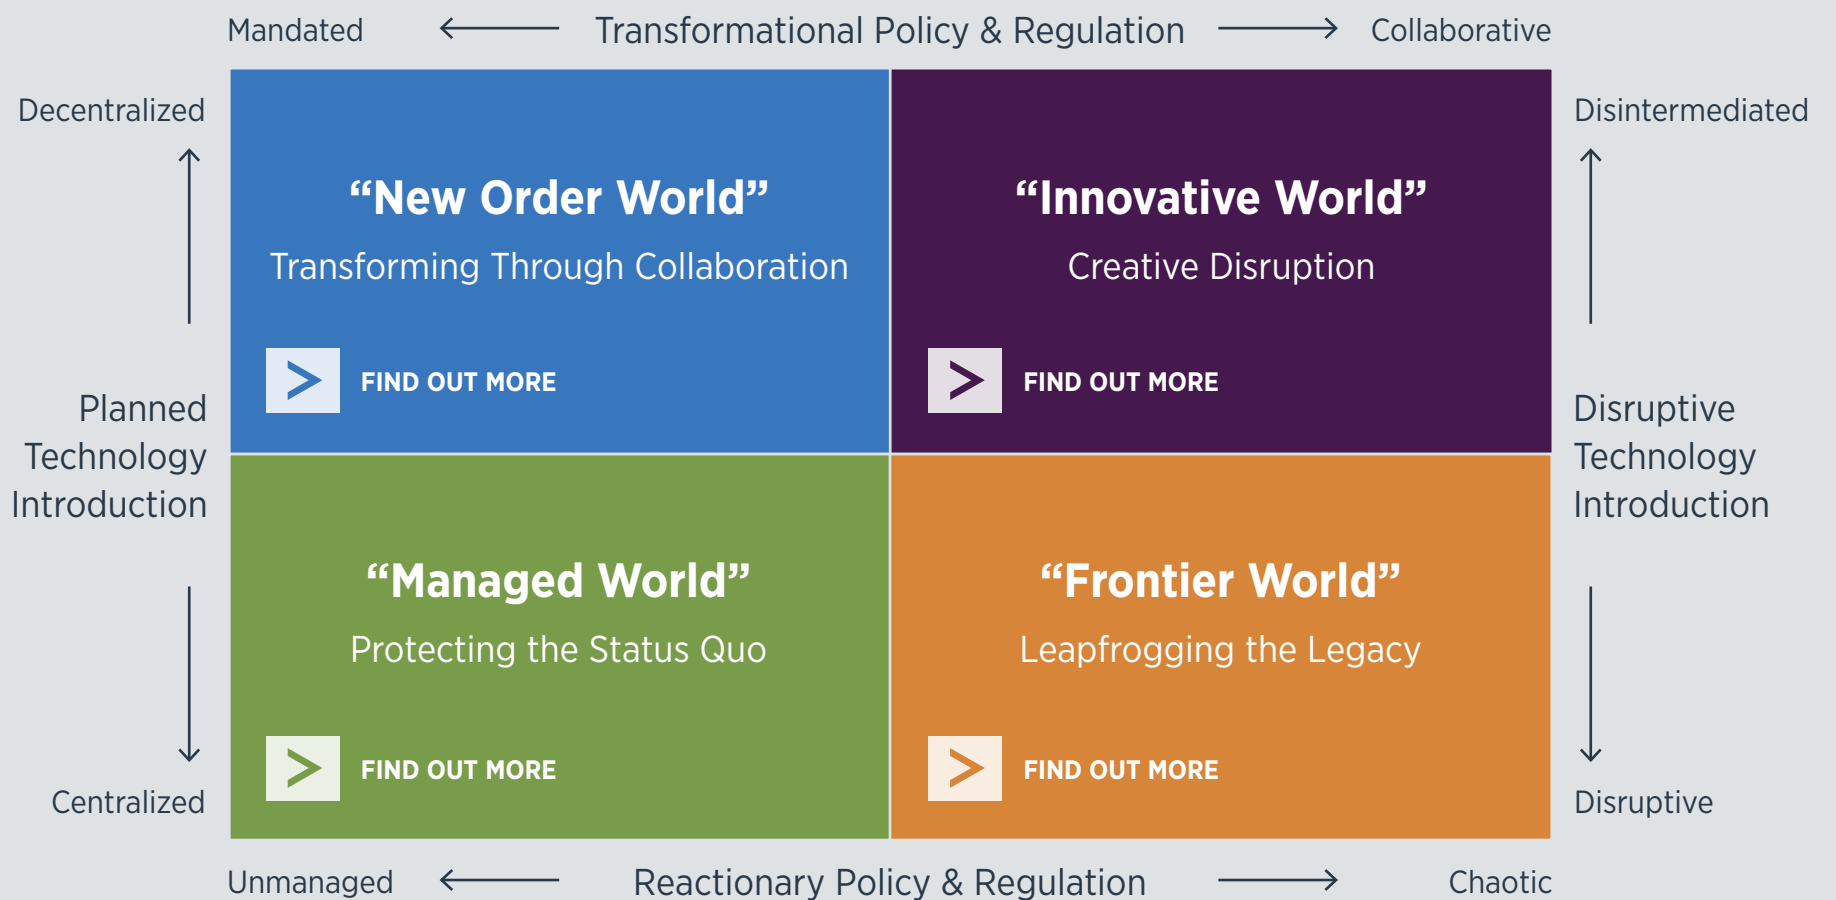 Mandated
Transformational Policy & Regulation
Collaborative
Decentralized
Disintermediated
“New Order World”
Transforming Through Collaboration
FIND OUT MORE
“Innovative World”
Creative Disruption
FIND OUT MORE
Planned
Technology
Introduction
Disruptive
Technology
Introduction
“Managed World”
Protecting the Status Quo
FIND OUT MORE
“Frontier World”
Leapfrogging the Legacy
FIND OUT MORE
Centralized
Disruptive
Unmanaged
Reactionary Policy & Regulation
Chaotic